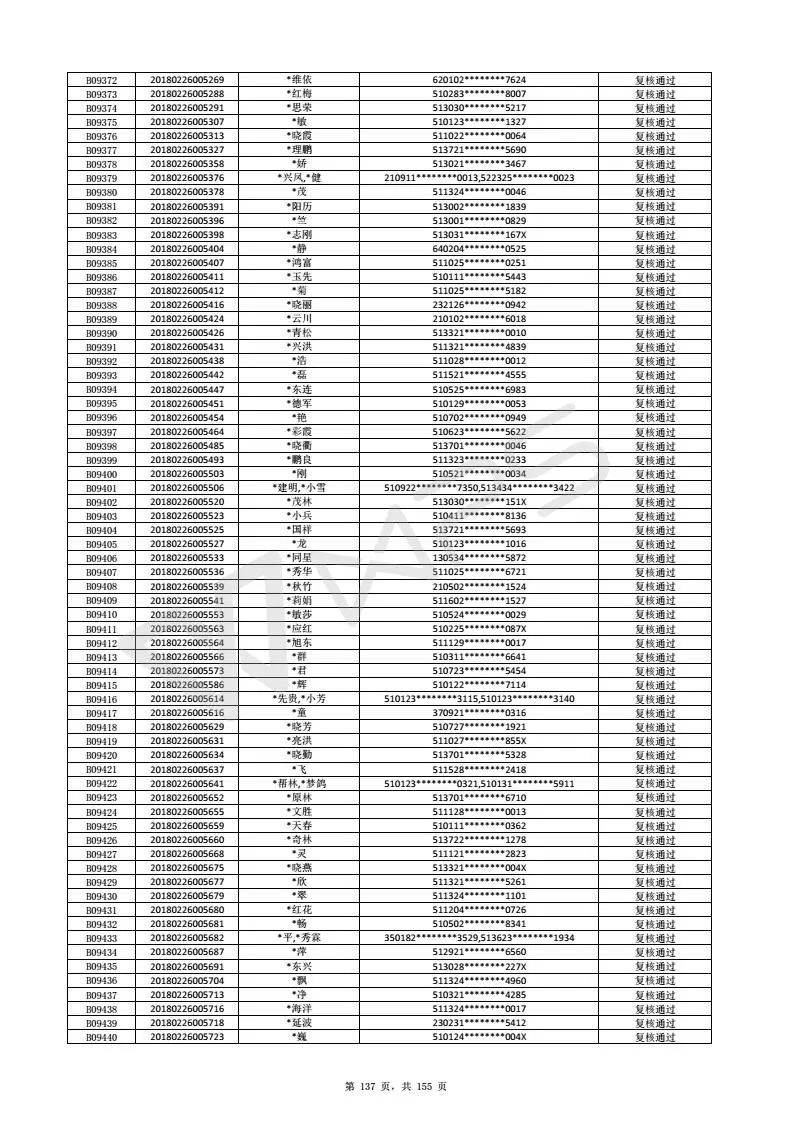 B09372 20180226005269 *维依 620102********7624 复核通过
B09373 20180226005288 *红梅 510283********8007 复核通过
B09374 20180226005291 *思荣 513030********5217 复核通过
B09375 20180226005307 *敏 510123********1327 复核通过
B09376 20180226005313 *晓霞 511022********0064 复核通过
B09377 20180226005327 *理鹏 513721********5690 复核通过
B09378 20180226005358 *娇 513021********3467 复核通过
B09379 20180226005376 *兴凤,*健 210911********0013,522325********0023 复核通过
B09380 20180226005378 *茂 511324********0046 复核通过
B09381 20180226005391 *阳历 513002********1839 复核通过
B09382 20180226005396 *竺 513001********0829 复核通过
B09383 20180226005398 *志刚 513031********167X 复核通过
B09384 20180226005404 *静 640204********0525 复核通过
B09385 20180226005407 *鸿富 511025********0251 复核通过
B09386 20180226005411 *玉先 510111********5443 复核通过
B09387 20180226005412 *菊 511025********5182 复核通过
B09388 20180226005416 *晓丽 232126********0942 复核通过
B09389 20180226005424 *云川 210102********6018 复核通过
B09390 20180226005426 *青松 513321********0010 复核通过
B09391 20180226005431 *兴洪 511321********4839 复核通过
B09392 20180226005438 *浩 511028********0012 复核通过
B09393 20180226005442 *磊 511521********4555 复核通过
B09394 20180226005447 *东连 510525********6983 复核通过
B09395 20180226005451 *德军 510129********0053 复核通过
B09396 20180226005454 *艳 510702********0949 复核通过
B09397 20180226005464 *彩霞 510623********5622 复核通过
B09398 20180226005485 *晓衢 513701********0046 复核通过
B09399 20180226005493 *鹏良 511323********0233 复核通过
B09400 20180226005503 *刚 510521********0034 复核通过
B09401 20180226005506 *建明,*小雪 510922********7350,513434********3422 复核通过
B09402 20180226005520 *茂林 513030********151X 复核通过
B09403 20180226005523 *小兵 510411********8136 复核通过
B09404 20180226005525 *国祥 513721********5693 复核通过
B09405 20180226005527 *龙 510123********1016 复核通过
B09406 20180226005533 *同星 130534********5872 复核通过
B09407 20180226005536 *秀华 511025********6721 复核通过
B09408 20180226005539 *秋竹 210502********1524 复核通过
B09409 20180226005541 *莉娟 511602********1527 复核通过
B09410 20180226005553 *敏莎 510524********0029 复核通过
B09411 20180226005563 *应红 510225********087X 复核通过
B09412 20180226005564 *旭东 511129********0017 复核通过
B09413 20180226005566 *群 510311********6641 复核通过
B09414 20180226005573 *君 510723********5454 复核通过
B09415 20180226005586 *辉 510122********7114 复核通过
B09416 20180226005614 *先贵,*小芳 510123********3115,510123********3140 复核通过
B09417 20180226005616 *童 370921********0316 复核通过
B09418 20180226005629 *晓芳 510727********1921 复核通过
B09419 20180226005631 *亮洪 511027********855X 复核通过
B09420 20180226005634 *晓勤 513701********5328 复核通过
B09421 20180226005637 *飞 511528********2418 复核通过
B09422 20180226005641 *帮林,*梦鸽 510123********0321,510131********5911 复核通过
B09423 20180226005652 *原林 513701********6710 复核通过
B09424 20180226005655 *文胜 511128********0013 复核通过
B09425 20180226005659 *天春 510111********0362 复核通过
B09426 20180226005660 *奇林 513722********1278 复核通过
B09427 20180226005668 *灵 511121********2823 复核通过
B09428 20180226005675 *晓燕 513321********004X 复核通过
B09429 20180226005677 *欣 511321********5261 复核通过
B09430 20180226005679 *翠 511324********1101 复核通过
B09431 20180226005680 *红花 511204********0726 复核通过
B09432 20180226005681 *畅 510502********8341 复核通过
B09433 20180226005682 *平,*秀霖 350182********3529,513623********1934 复核通过
B09434 20180226005687 *萍 512921********6560 复核通过
B09435 20180226005691 *东兴 513028********227X 复核通过
B09436 20180226005704 *飘 511324********4960 复核通过
B09437 20180226005713 *净 510321********4285 复核通过
B09438 20180226005716 *海洋 511324********0017 复核通过
B09439 20180226005718 *延波 230231********5412 复核通过
B09440 20180226005723 *巍 510124********004X 复核通过
第 137 页，共 155 页